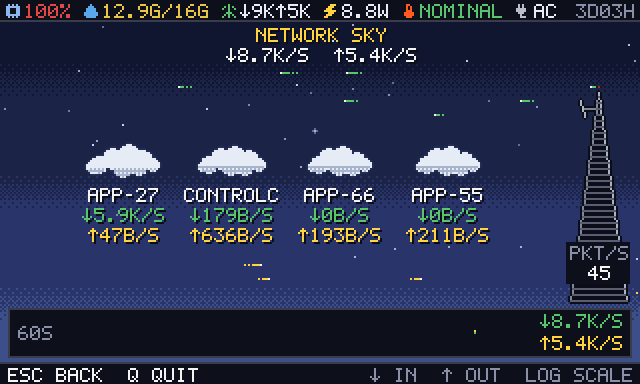 100% 12.9G/16G ↓9K↑5K 8.8W NOMINAL AC 3D03H
NETWORK SKY
↓8.7K/S ↑5.4K/S
APP-27 CONTROLC APP-66 APP-55
↓5.9K/S ↓179B/S ↓0B/S ↓0B/S
↑47B/S ↑636B/S ↑193B/S ↑211B/S
PKT/S
45
60S
↓8.7K/S
↑5.4K/S
ESC BACK Q QUIT ↓ IN ↑ OUT LOG SCALE